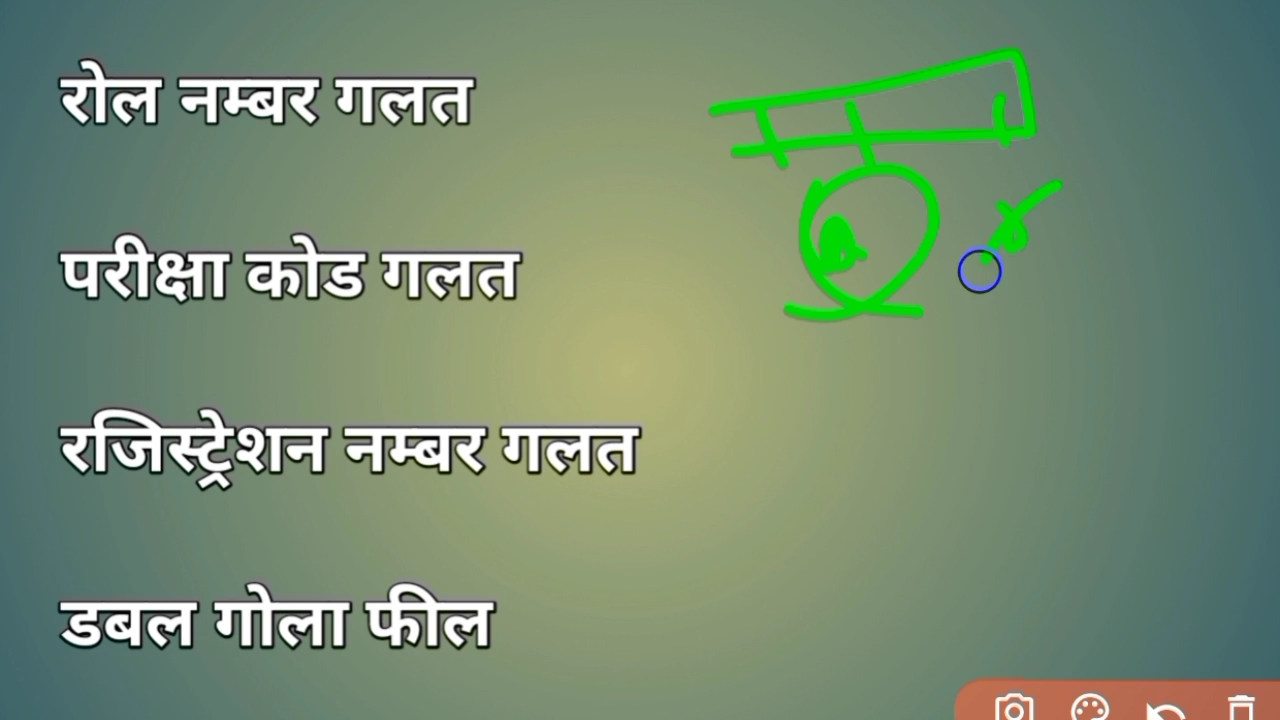 रोल नम्बर गलत
परीक्षा कोड गलत
रजिस्ट्रेशन नम्बर गलत
डबल गोला फील